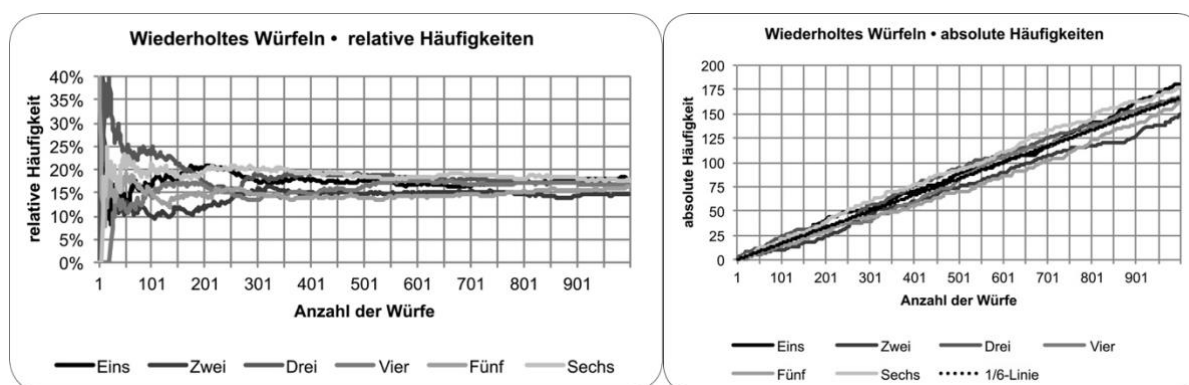 Wiederholtes Würfeln • relative Häufigkeiten
relative Häufigkeit
40%
35%
30%
25%
20%
15%
10%
5%
0%
1 101 201 301 401 501 601 701 801 901
Anzahl der Würfe
Eins Zwei Drei Vier Fünf Sechs
Wiederholtes Würfeln • absolute Häufigkeiten
absolute Häufigkeit
200
175
150
125
100
75
50
25
0
1 101 201 301 401 501 601 701 801 901
Anzahl der Würfe
Eins Zwei Drei Vier
Fünf Sechs 1/6-Linie